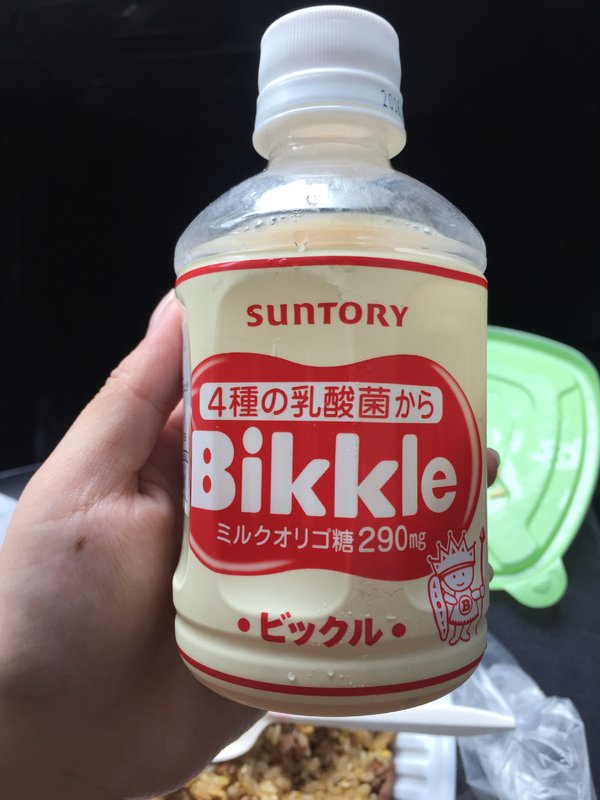 SUNTORY
4種の乳酸菌から
Bikkle
ミルクオリゴ糖290mg
B
•ビックル•